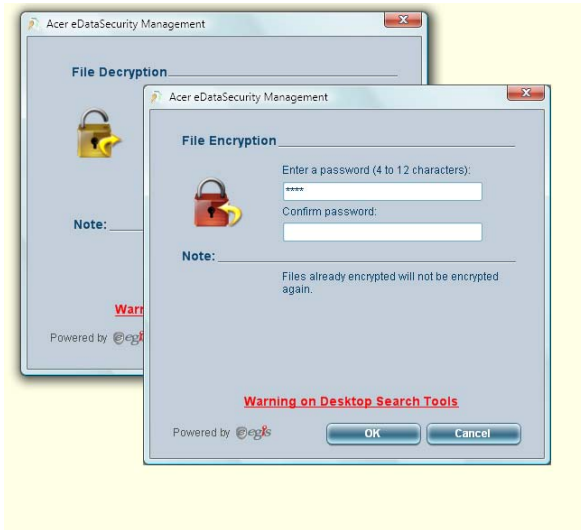 Acer eDataSecurity Management
File Decryption
Note:
Powered by egis
Acer eDataSecurity Management
File Encryption
Enter a password (4 to 12 characters):
****
Confirm password:
Note:
Files already encrypted will not be encrypted
again.
Warning on Desktop Search Tools
Powered by egis
OK
Cancel